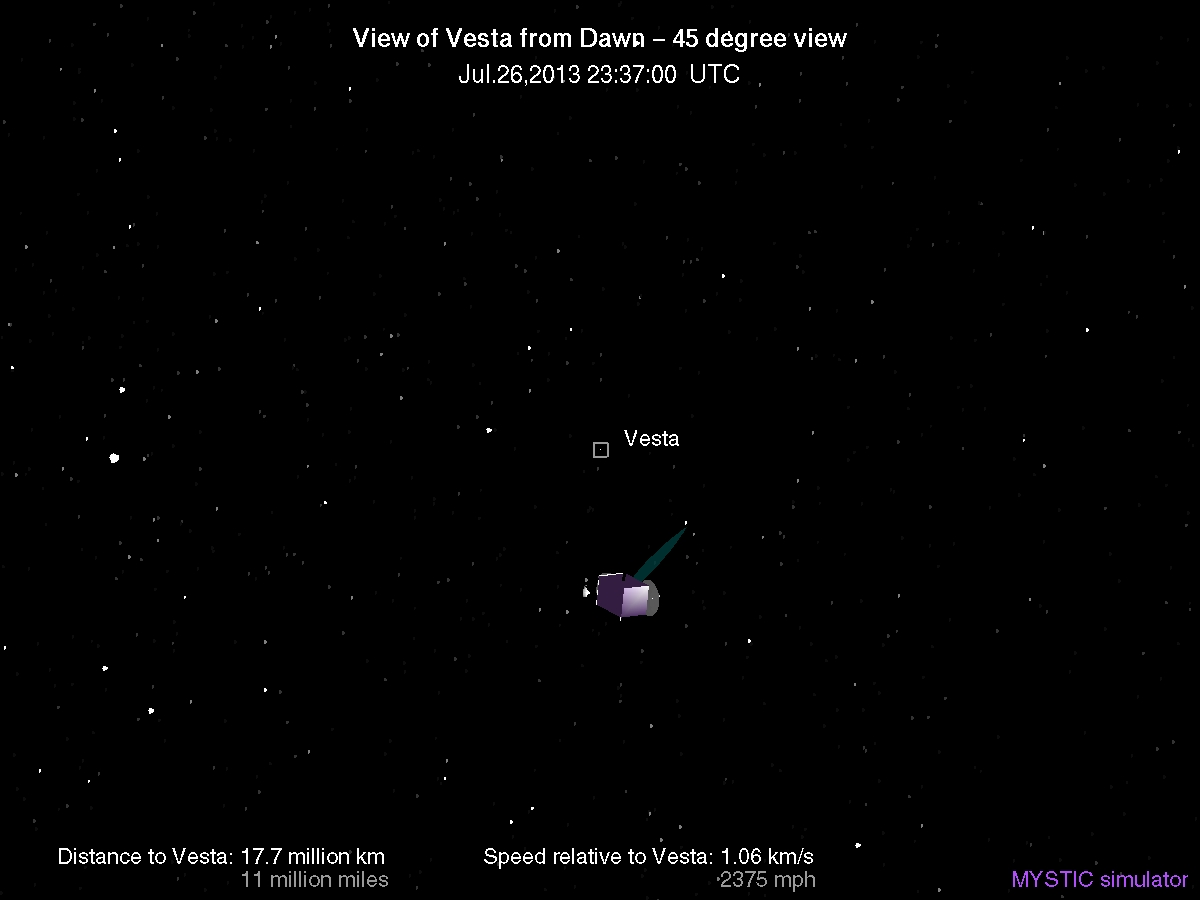 View of Vesta from Dawn – 45 degree view
Jul.26,2013 23:37:00 UTC
Vesta
Distance to Vesta: 17.7 million km
11 million miles
Speed relative to Vesta: 1.06 km/s
2375 mph
MYSTIC simulator